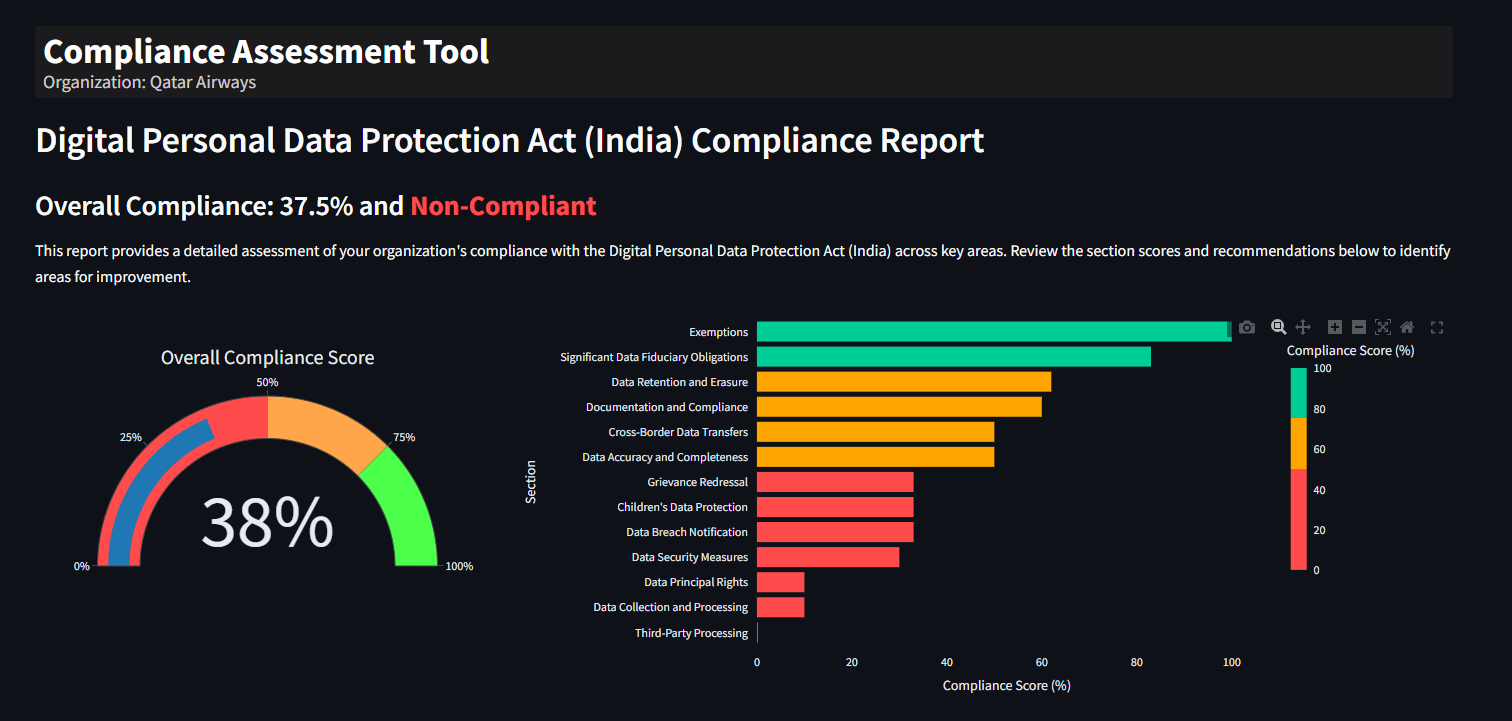 Compliance Assessment Tool
Organization: Qatar Airways
Digital Personal Data Protection Act (India) Compliance Report
Overall Compliance: 37.5% and Non-Compliant
This report provides a detailed assessment of your organization's compliance with the Digital Personal Data Protection Act (India) across key areas. Review the section scores and recommendations below to identify
areas for improvement.
Overall Compliance Score
0%
25%
50%
75%
100%
38%
Section
Exemptions
Significant Data Fiduciary Obligations
Data Retention and Erasure
Documentation and Compliance
Cross-Border Data Transfers
Data Accuracy and Completeness
Grievance Redressal
Children's Data Protection
Data Breach Notification
Data Security Measures
Data Principal Rights
Data Collection and Processing
Third-Party Processing
0 20 40 60 80 100
Compliance Score (%)
Compliance Score (%)
100
80
60
40
20
0